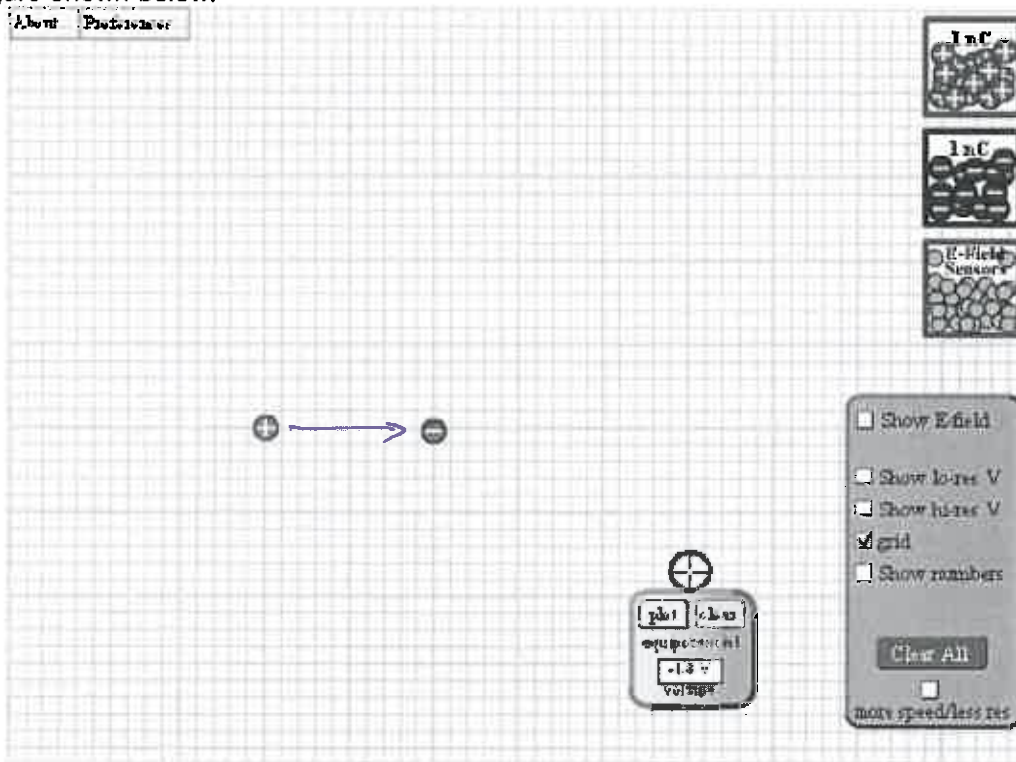 About
1 nC
1 nC
E-Field
Sensors
Show E-field
Show lo-res V
Show hi-res V
grid
Show numbers
plot clear
equipotential
voltage
Clear All
more speed/less res